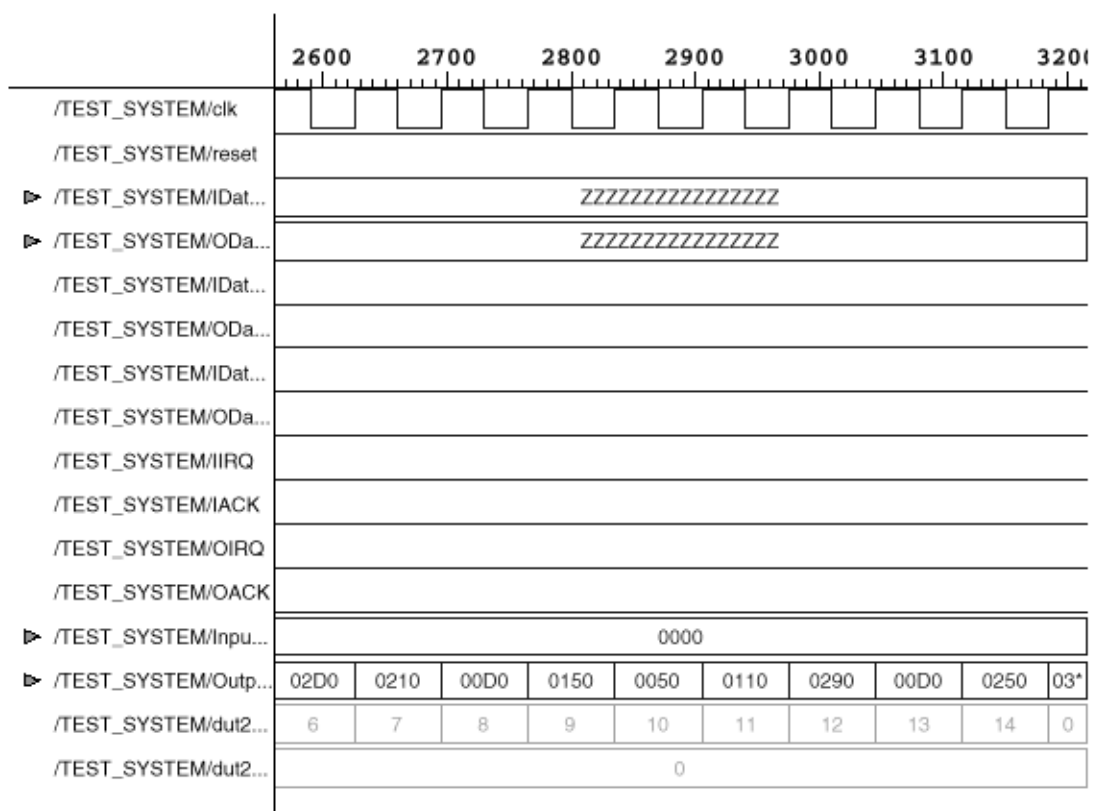 2600 2700 2800 2900 3000 3100 320
/TEST_SYSTEM/clk
/TEST_SYSTEM/reset
/TEST_SYSTEM/IDat... ZZZZZZZZZZZZZZZZ
/TEST_SYSTEM/ODa... ZZZZZZZZZZZZZZZZ
/TEST_SYSTEM/IDat...
/TEST_SYSTEM/ODa...
/TEST_SYSTEM/IDat...
/TEST_SYSTEM/ODa...
/TEST_SYSTEM/IIRQ
/TEST_SYSTEM/IACK
/TEST_SYSTEM/OIRQ
/TEST_SYSTEM/OACK
/TEST_SYSTEM/Inpu... 0000
/TEST_SYSTEM/Outp... 02D0 0210 00D0 0150 0050 0110 0290 00D0 0250 03*
/TEST_SYSTEM/dut2... 6 7 8 9 10 11 12 13 14 0
/TEST_SYSTEM/dut2... 0